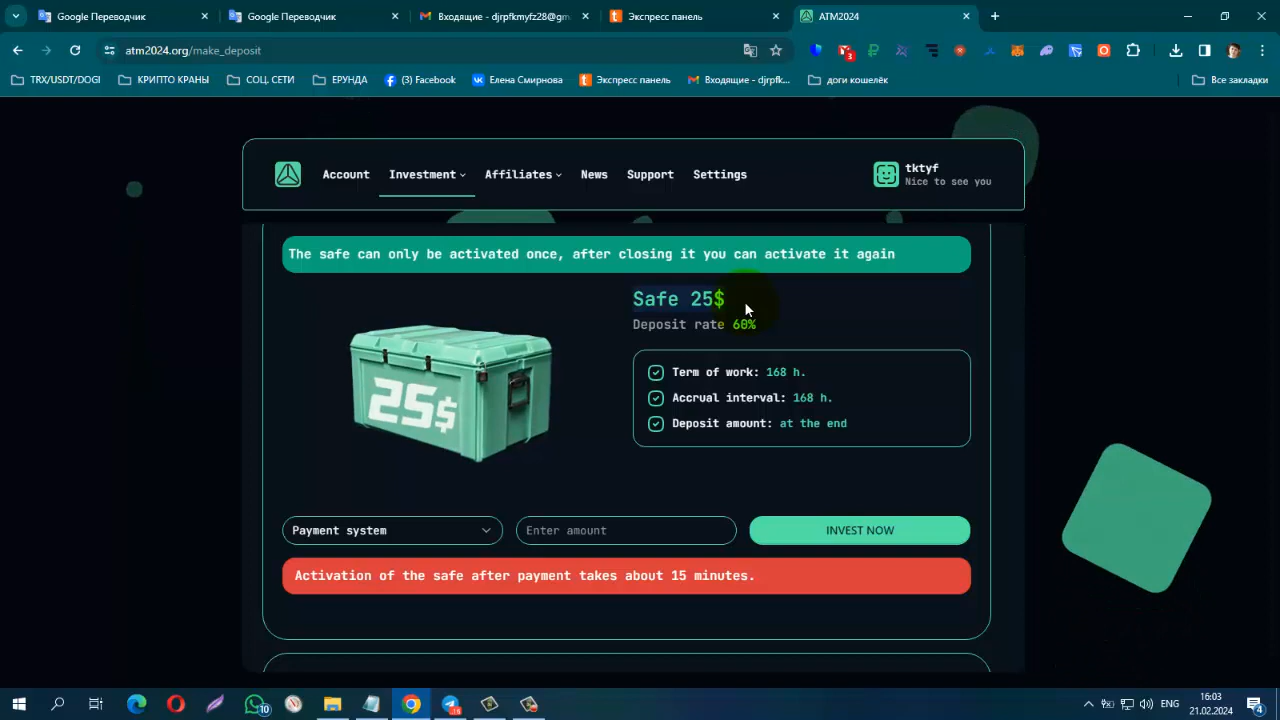 Google Переводчик
Google Переводчик
Входящие - djrpfkmyfz28@gm
Экспресс панель
ATM2024
atm2024.org/make_deposit
3
TRX/USDT/DOGI
КРИПТО КРАНЫ
СОЦ. СЕТИ
ЕРУНДА
(3) Facebook
Елена Смирнова
Экспресс панель
Входящие - djrpfk...
доги кошелёк
Все закладки
Account
Investment
Affiliates
News
Support
Settings
tktyf
Nice to see you
The safe can only be activated once, after closing it you can activate it again
Safe 25$
Deposit rate 60%
25$
Term of work: 168 h.
Accrual interval: 168 h.
Deposit amount: at the end
Payment system
Enter amount
INVEST NOW
Activation of the safe after payment takes about 15 minutes.
10
ENG
16:03
21.02.2024
4